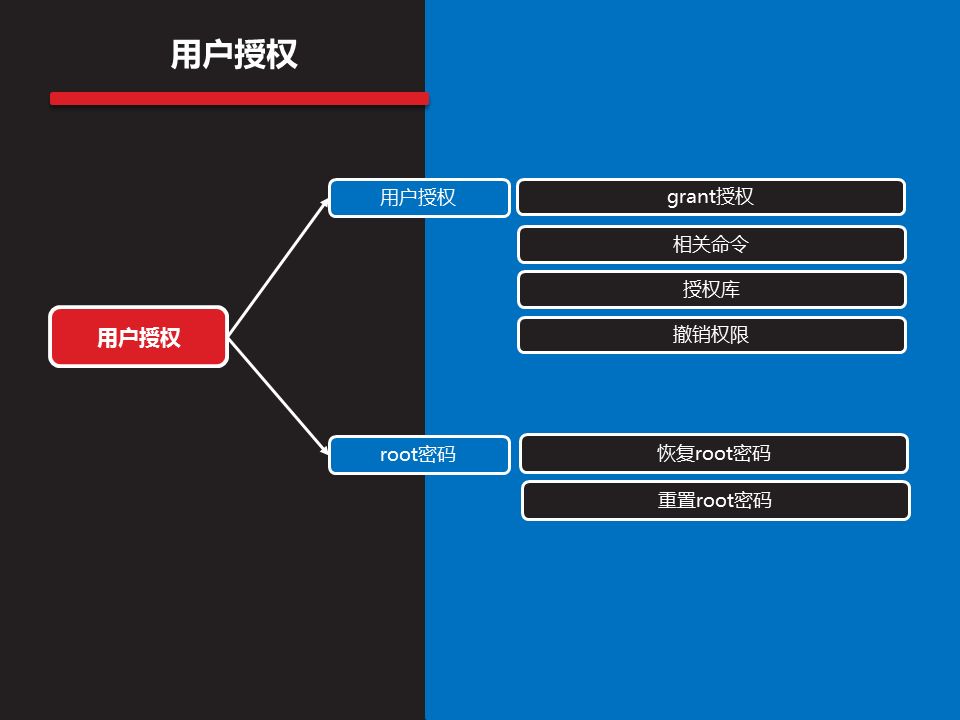 用户授权
用户授权
grant授权
相关命令
授权库
撤销权限
用户授权
root密码
恢复root密码
重置root密码